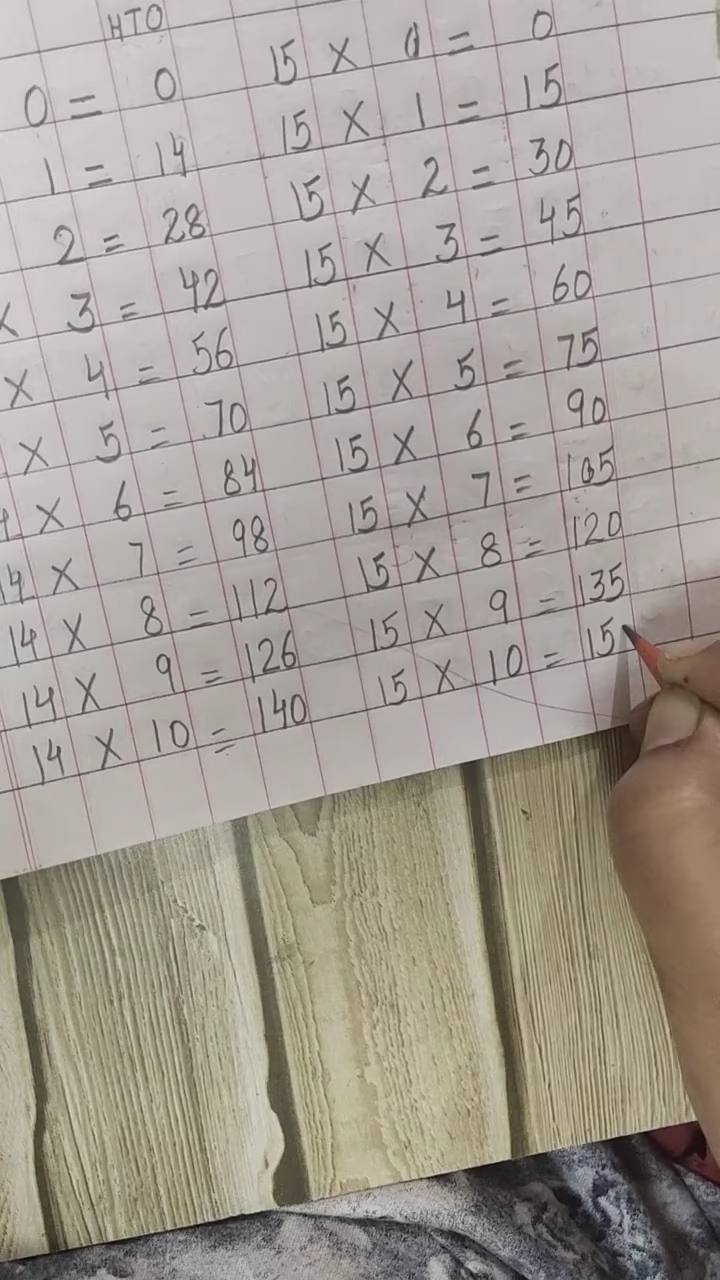 HTO
0 = 0 15 X 0 = 0
1 = 14 15 X 1 = 15
2 = 28 15 X 2 = 30
X 3 = 42 15 X 3 = 45
X 4 = 56 15 X 4 = 60
X 5 = 70 15 X 5 = 75
X 6 = 84 15 X 6 = 90
14 X 7 = 98 15 X 7 = 105
14 X 8 = 112 15 X 8 = 120
14 X 9 = 126 15 X 9 = 135
14 X 10 = 140 15 X 10 = 15